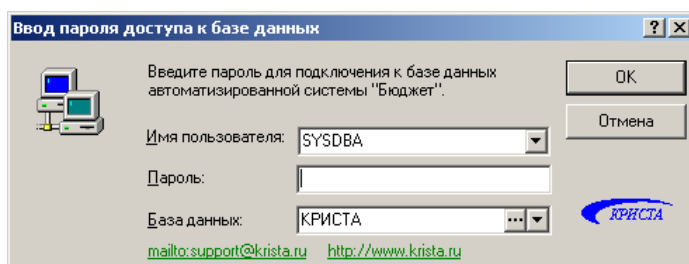 Ввод пароля доступа к базе данных
Введите пароль для подключения к базе данных
автоматизированной системы "Бюджет".
OK
Отмена
Имя пользователя: SYSDBA
Пароль:
База данных: КРИСТА
КРИСТА
mailto:support@krista.ru http://www.krista.ru